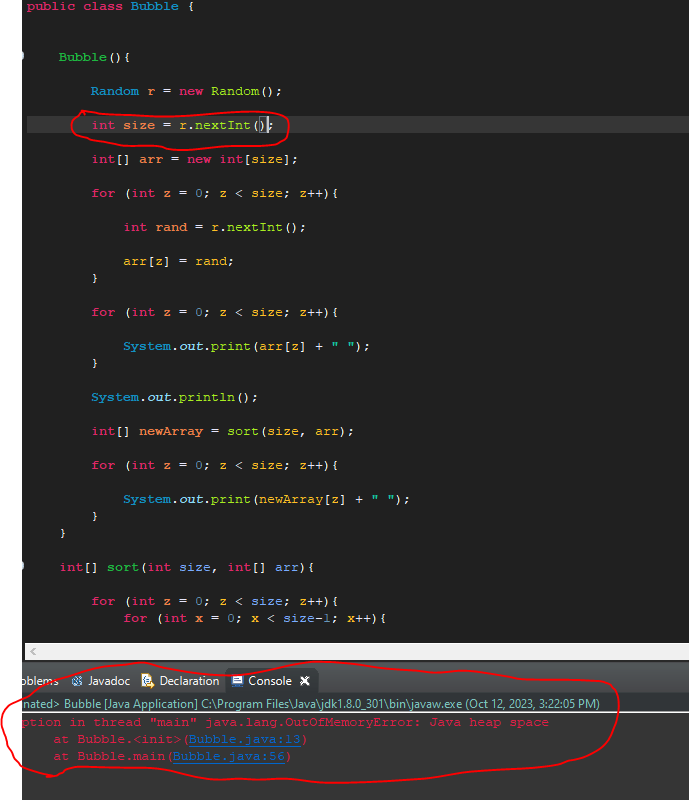 public class Bubble {
Bubble(){
Random r = new Random();
int size = r.nextInt();
int[] arr = new int[size];
for (int z = 0; z < size; z++){
int rand = r.nextInt();
arr[z] = rand;
}
for (int z = 0; z < size; z++){
System.out.print(arr[z] + " ");
}
System.out.println();
int[] newArray = sort(size, arr);
for (int z = 0; z < size; z++){
System.out.print(newArray[z] + " ");
}
}
int[] sort(int size, int[] arr){
for (int z = 0; z < size; z++){
for (int x = 0; x < size-1; x++){
oblems Javadoc Declaration Console
nated> Bubble [Java Application] C:\Program Files\Java\jdk1.8.0_301\bin\javaw.exe (Oct 12, 2023, 3:22:05 PM)
ption in thread "main" java.lang.OutOfMemoryError: Java heap space
at Bubble.<init>(Bubble.java:13)
at Bubble.main(Bubble.java:56)